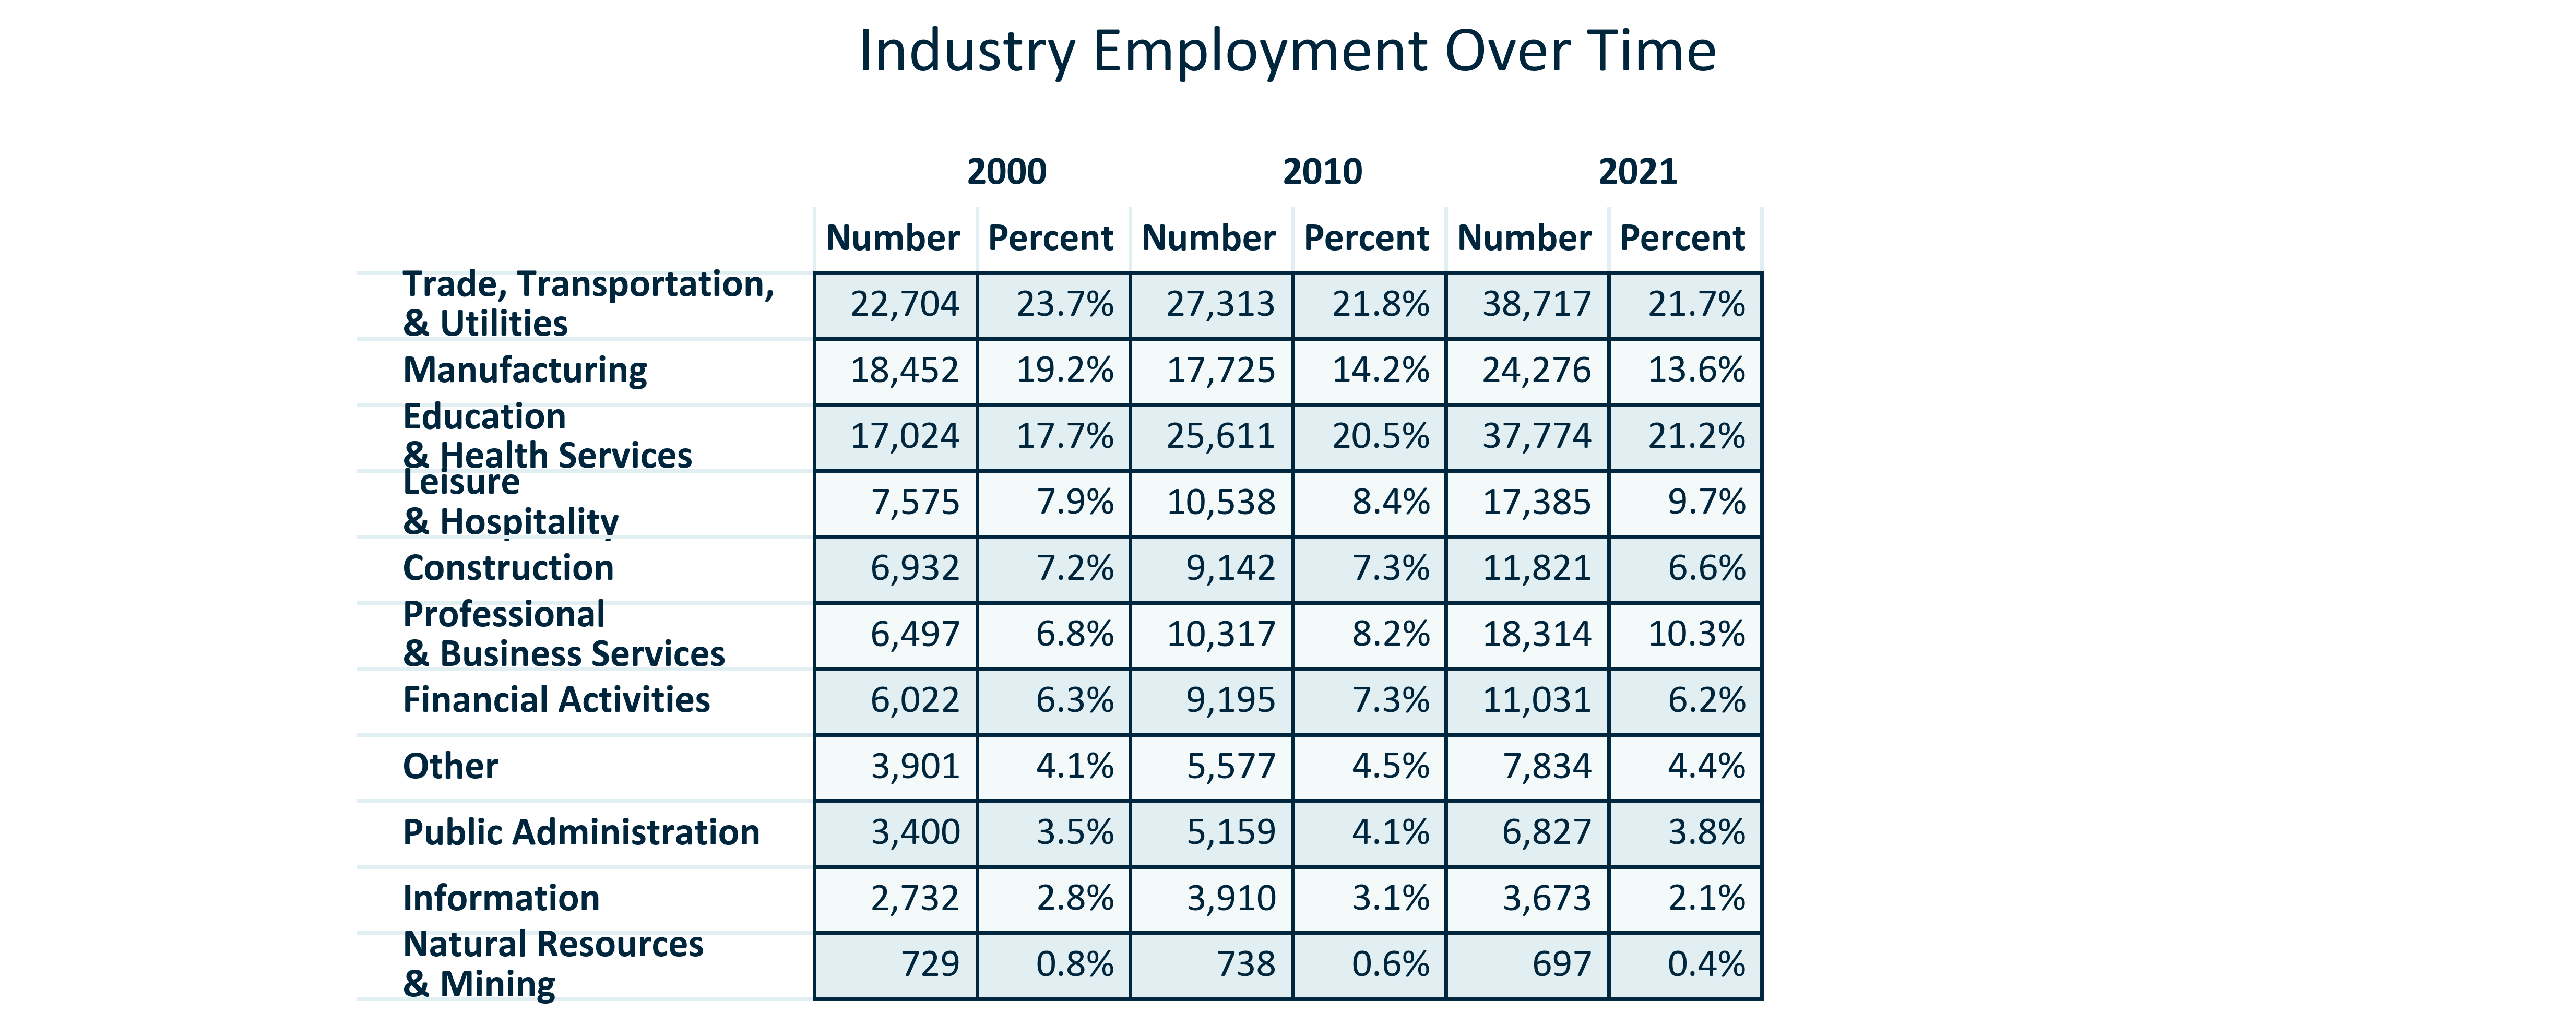 Industry Employment Over Time
2000 2010 2021
Number Percent Number Percent Number Percent
Trade, Transportation,
& Utilities 22,704 23.7% 27,313 21.8% 38,717 21.7%
Manufacturing 18,452 19.2% 17,725 14.2% 24,276 13.6%
Education
& Health Services 17,024 17.7% 25,611 20.5% 37,774 21.2%
Leisure
& Hospitality 7,575 7.9% 10,538 8.4% 17,385 9.7%
Construction 6,932 7.2% 9,142 7.3% 11,821 6.6%
Professional
& Business Services 6,497 6.8% 10,317 8.2% 18,314 10.3%
Financial Activities 6,022 6.3% 9,195 7.3% 11,031 6.2%
Other 3,901 4.1% 5,577 4.5% 7,834 4.4%
Public Administration 3,400 3.5% 5,159 4.1% 6,827 3.8%
Information 2,732 2.8% 3,910 3.1% 3,673 2.1%
Natural Resources
& Mining 729 0.8% 738 0.6% 697 0.4%